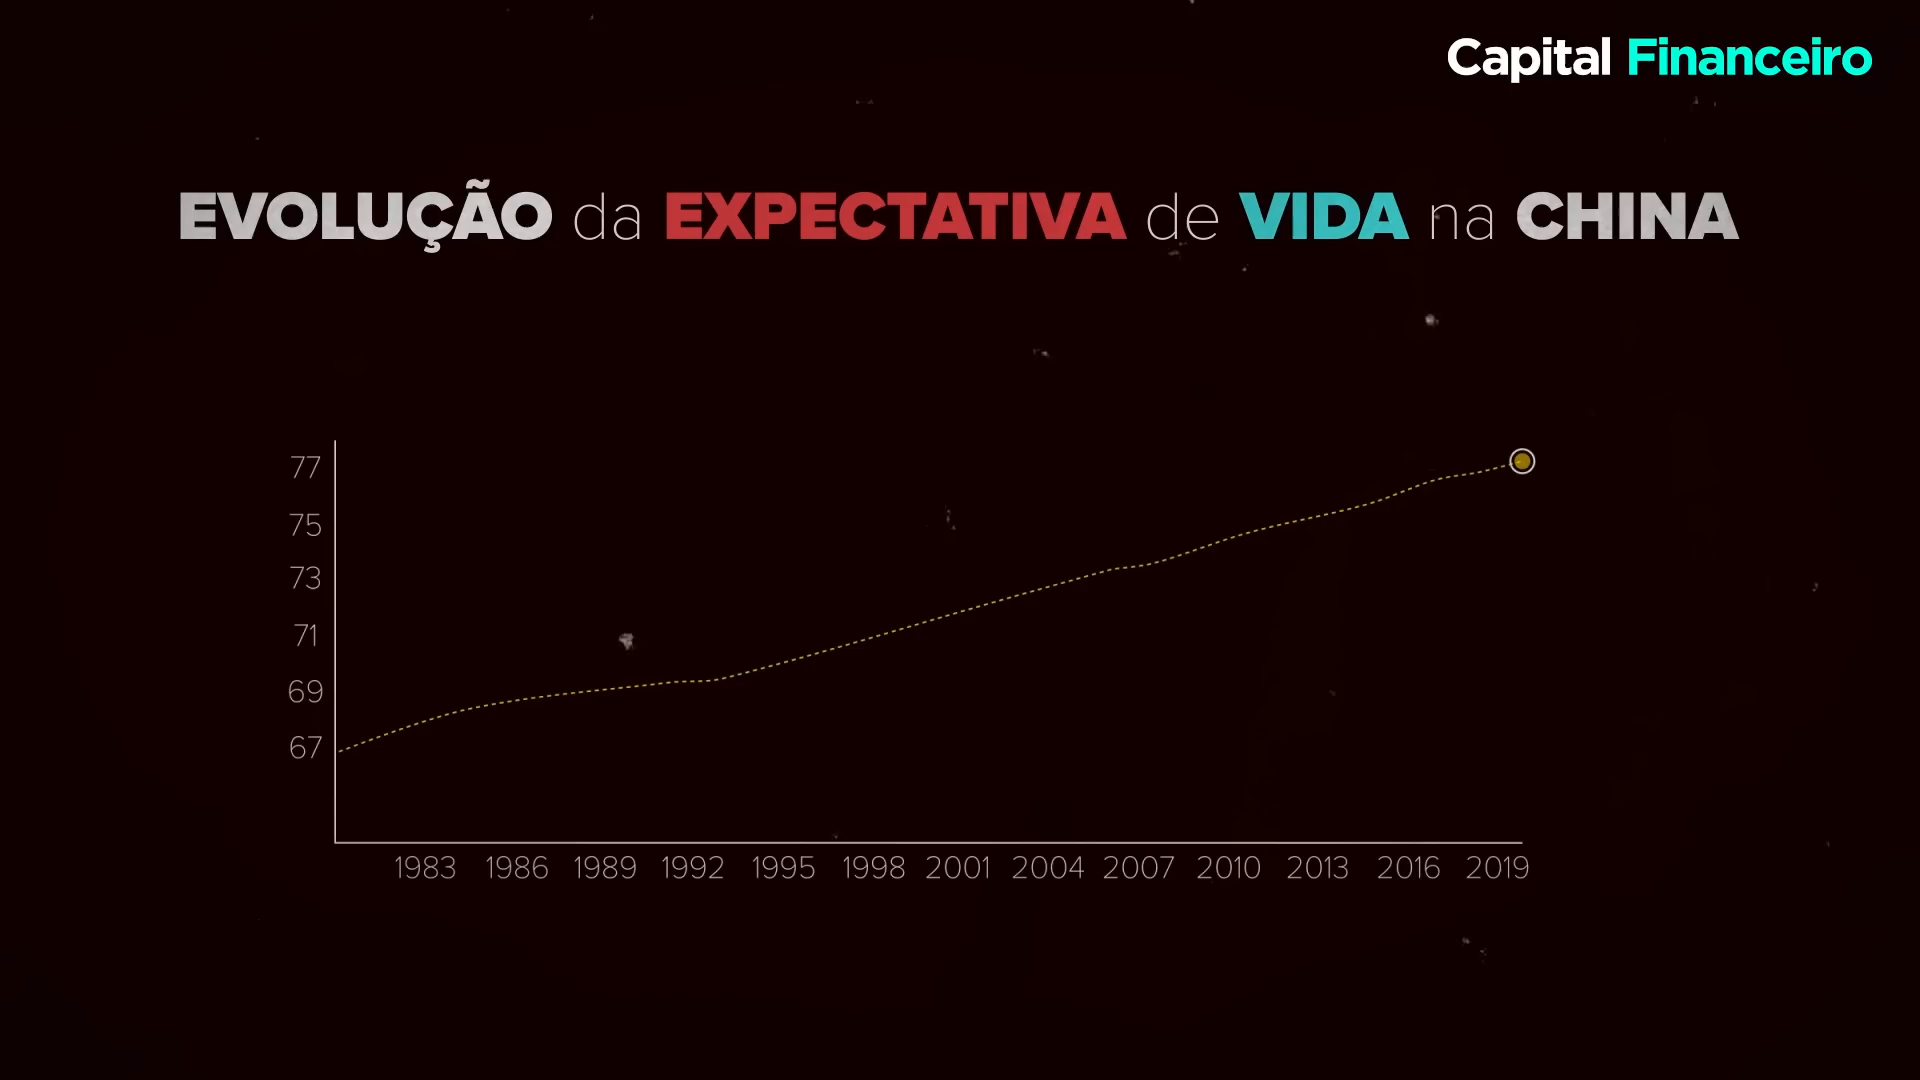 Capital Financeiro
EVOLUÇÃO da EXPECTATIVA de VIDA na CHINA
77
75
73
71
69
67
1983 1986 1989 1992 1995 1998 2001 2004 2007 2010 2013 2016 2019